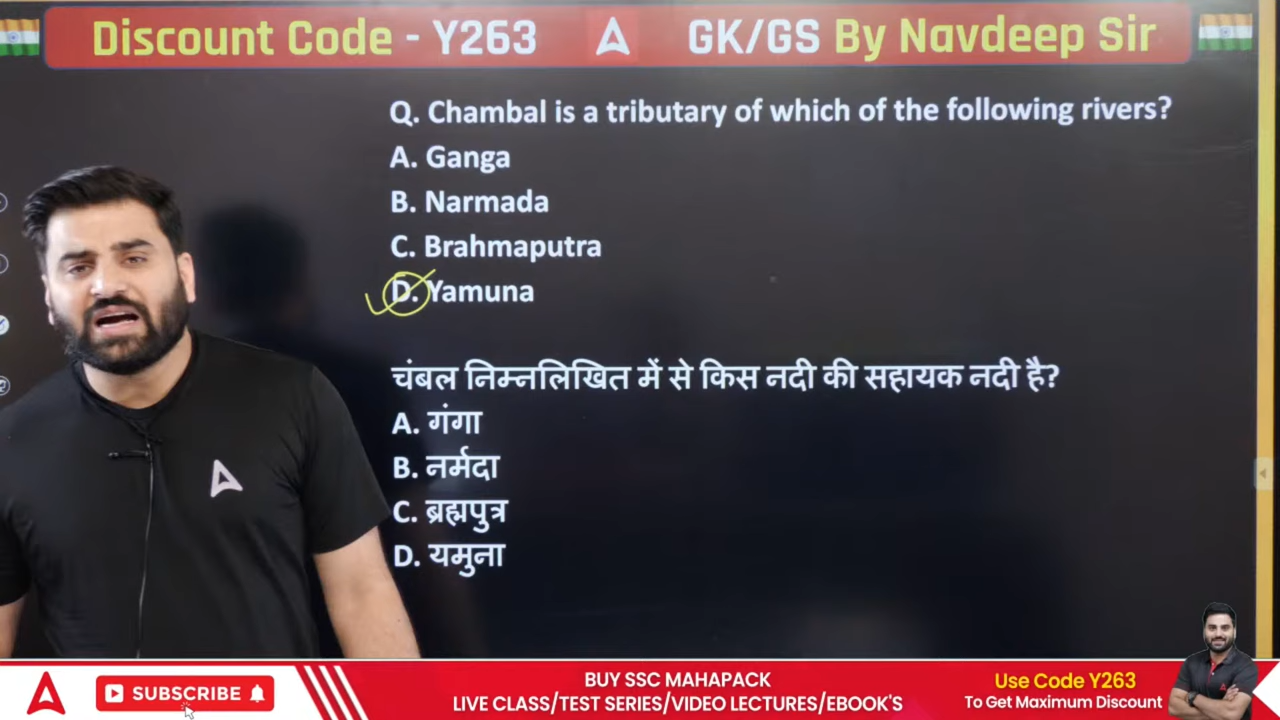 Discount Code - Y263
GK/GS By Navdeep Sir
Q. Chambal is a tributary of which of the following rivers?
A. Ganga
B. Narmada
C. Brahmaputra
D. Yamuna
चंबल निम्नलिखित में से किस नदी की सहायक नदी है?
A. गंगा
B. नर्मदा
C. ब्रह्मपुत्र
D. यमुना
SUBSCRIBE
BUY SSC MAHAPACK
LIVE CLASS/TEST SERIES/VIDEO LECTURES/EBOOK'S
Use Code Y263
To Get Maximum Discount